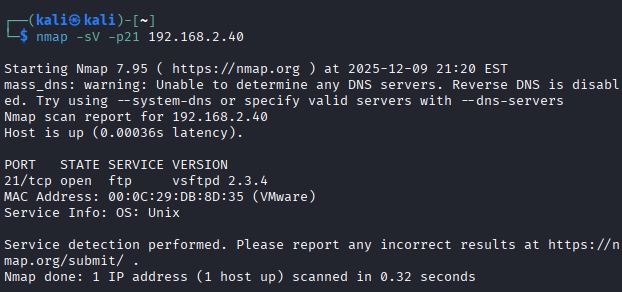 ┌──(kali㉿kali)-[~]
└─$ nmap -sV -p21 192.168.2.40
Starting Nmap 7.95 ( https://nmap.org ) at 2025-12-09 21:20 EST
mass_dns: warning: Unable to determine any DNS servers. Reverse DNS is disabl
ed. Try using --system-dns or specify valid servers with --dns-servers
Nmap scan report for 192.168.2.40
Host is up (0.00036s latency).
PORT   STATE SERVICE VERSION
21/tcp open  ftp     vsftpd 2.3.4
MAC Address: 00:0C:29:DB:8D:35 (VMware)
Service Info: OS: Unix
Service detection performed. Please report any incorrect results at https://n
map.org/submit/ .
Nmap done: 1 IP address (1 host up) scanned in 0.32 seconds